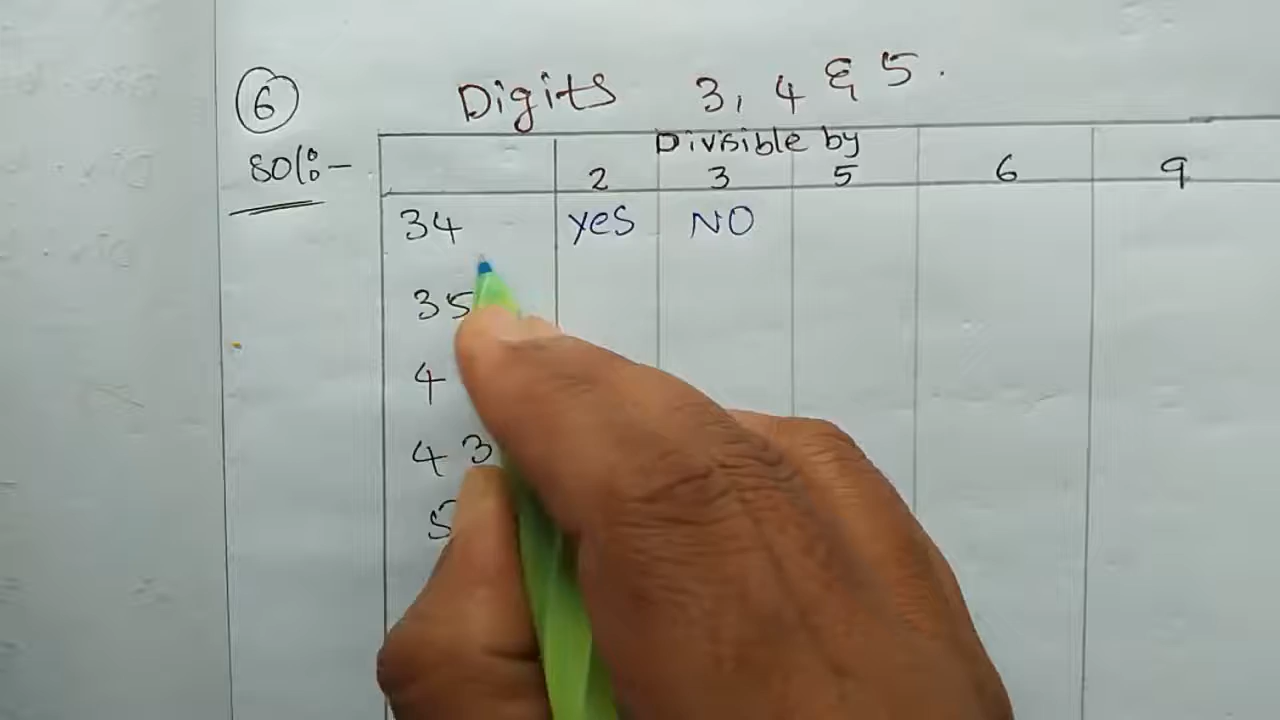 6 Digits 3, 4 & 5.
Sol:-
Divisible by
2 3 5 6 9
34 Yes NO
35
4
43
5